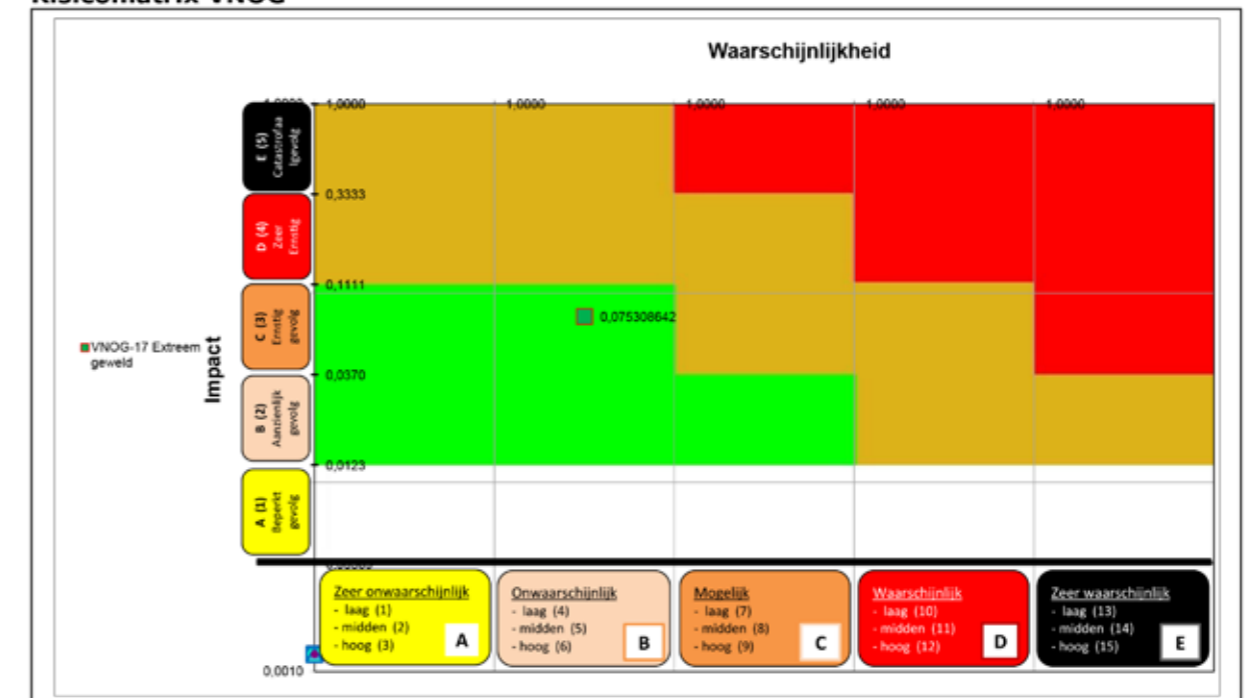 Risicomatrix VNOG
Waarschijnlijkheid
1,0000
1,0000
1,0000
1,0000
1,0000
1,0000
E (5)
Catastrofaa
lgevolg
0,3333
D (4)
Zeer
Ernstig
0,1111
C (3)
Ernstig
gevolg
0,075308642
VNOG-17 Extreem
geweld
Impact
0,0370
B (2)
Aanzienlijk
gevolg
0,0123
A (1)
Beperkt
gevolg
Zeer onwaarschijnlijk
- laag (1)
- midden (2)
- hoog (3)
A
Onwaarschijnlijk
- laag (4)
- midden (5)
- hoog (6)
B
Mogelijk
- laag (7)
- midden (8)
- hoog (9)
C
Waarschijnlijk
- laag (10)
- midden (11)
- hoog (12)
D
Zeer waarschijnlijk
- laag (13)
- midden (14)
- hoog (15)
E
0,0010